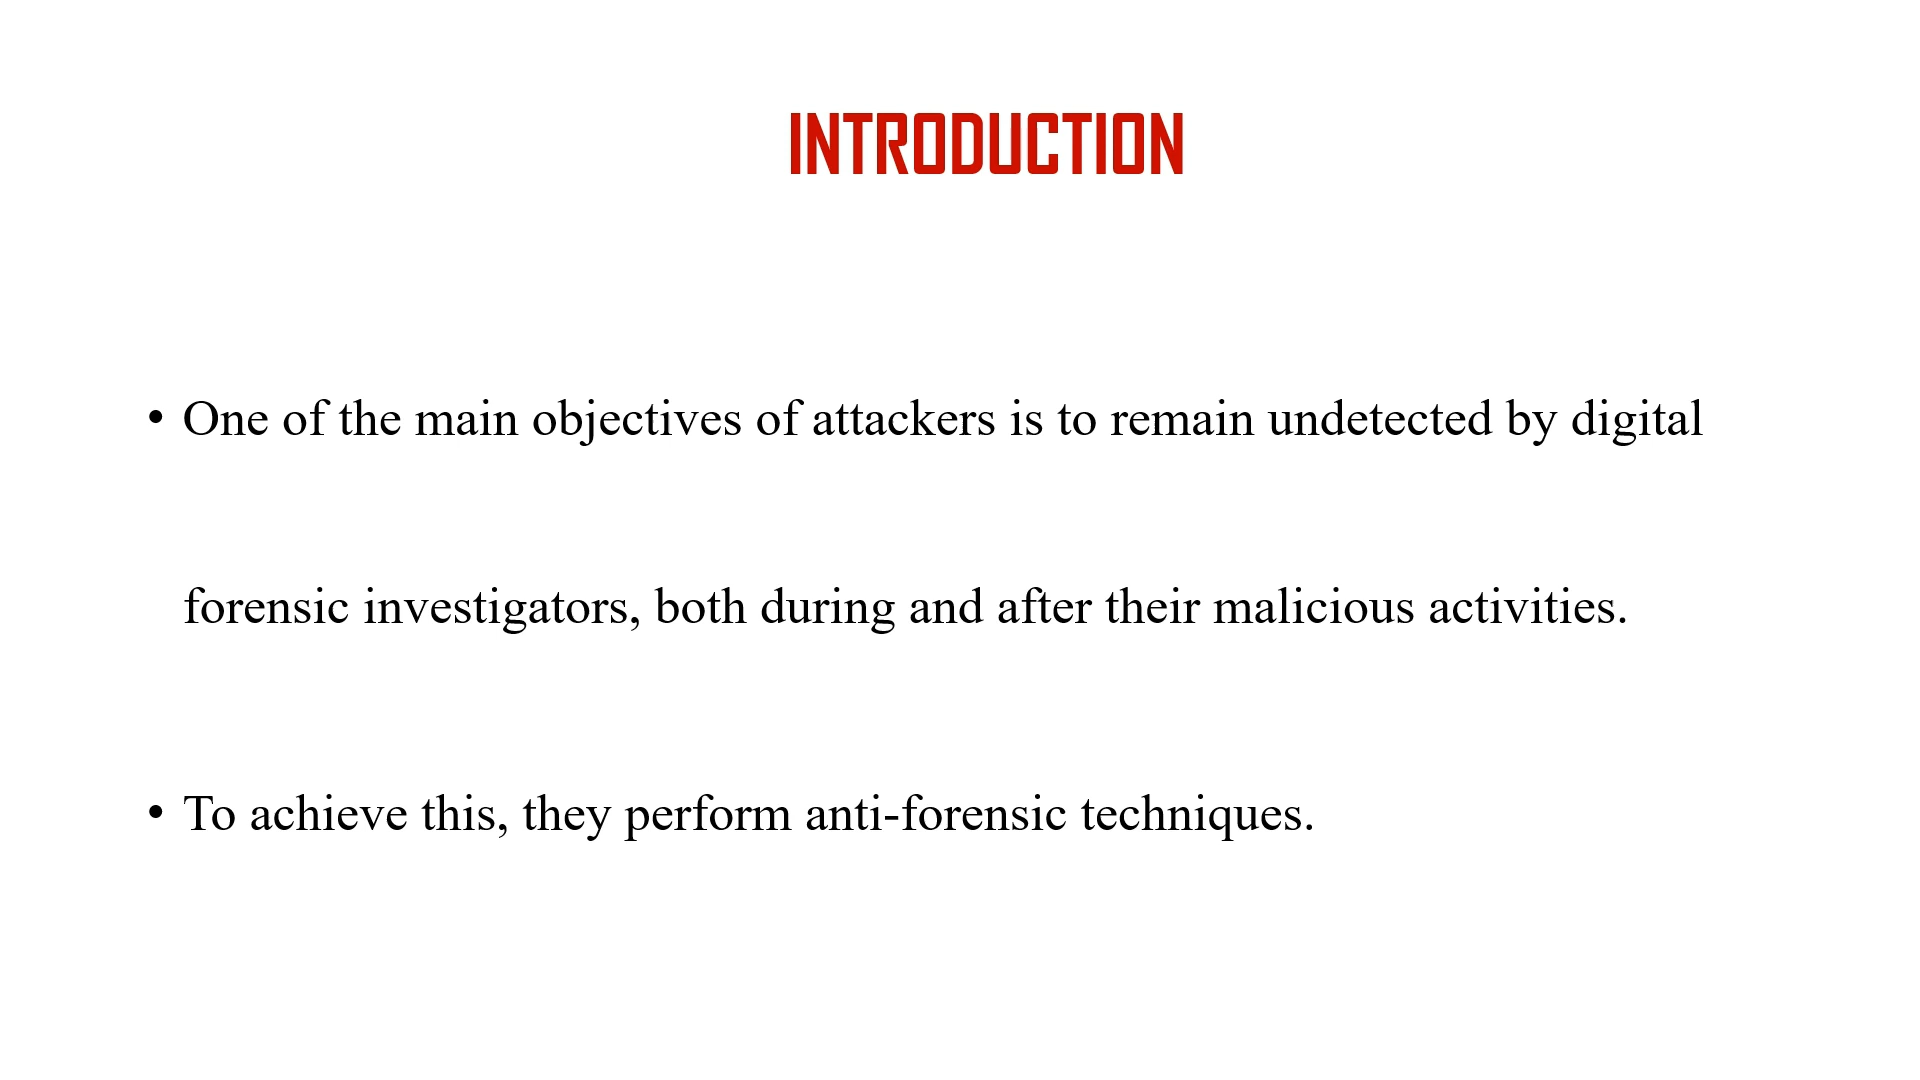 INTRODUCTION
• One of the main objectives of attackers is to remain undetected by digital
forensic investigators, both during and after their malicious activities.
• To achieve this, they perform anti-forensic techniques.